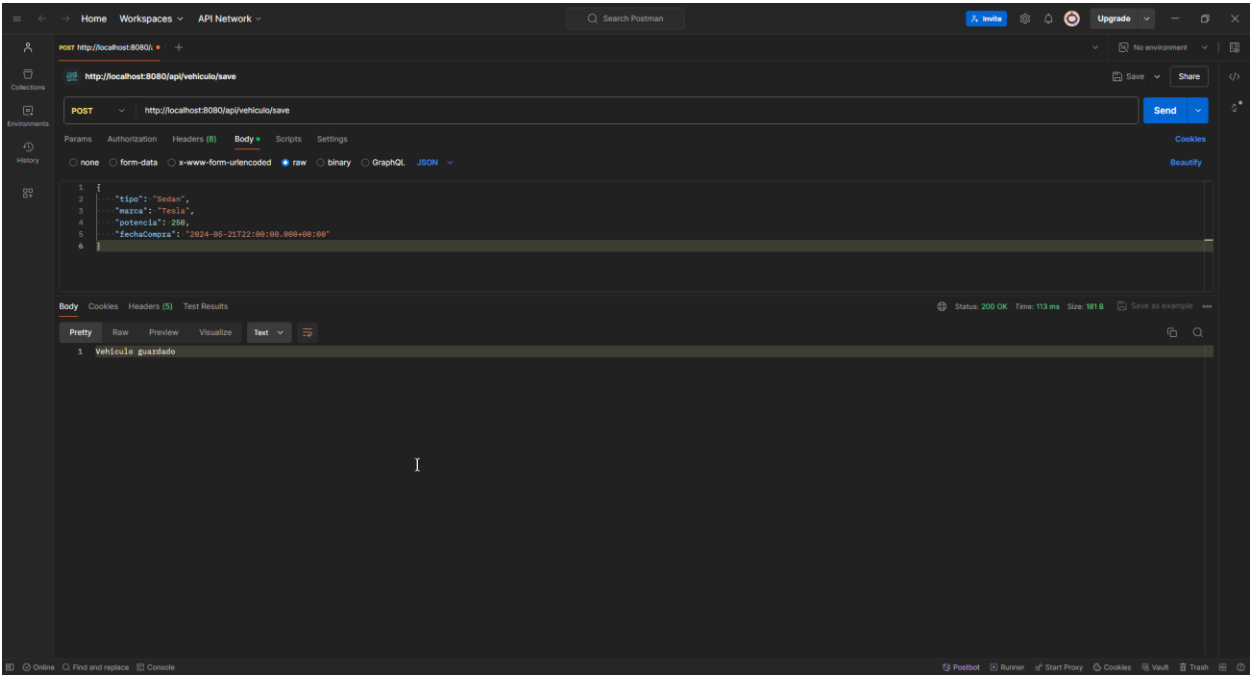 Home Workspaces API Network Search Postman Invite Upgrade
POST http://localhost:8080/ No environment
Collections
Environments
History
http://localhost:8080/api/vehiculo/save Save Share
POST http://localhost:8080/api/vehiculo/save Send
Params Authorization Headers (8) Body Scripts Settings Cookies
none form-data x-www-form-urlencoded raw binary GraphQL JSON Beautify
1 {
2 "tipo": "Sedan",
3 "marca": "Tesla",
4 "potencia": 250,
5 "fechaCompra": "2024-05-21T22:00:00.000+00:00"
6 }
Body Cookies Headers (5) Test Results Status: 200 OK Time: 113 ms Size: 181 B Save as example
Pretty Raw Preview Visualize Text
1 Vehiculo guardado
Online Find and replace Console Postbot Runner Start Proxy Cookies Vault Trash